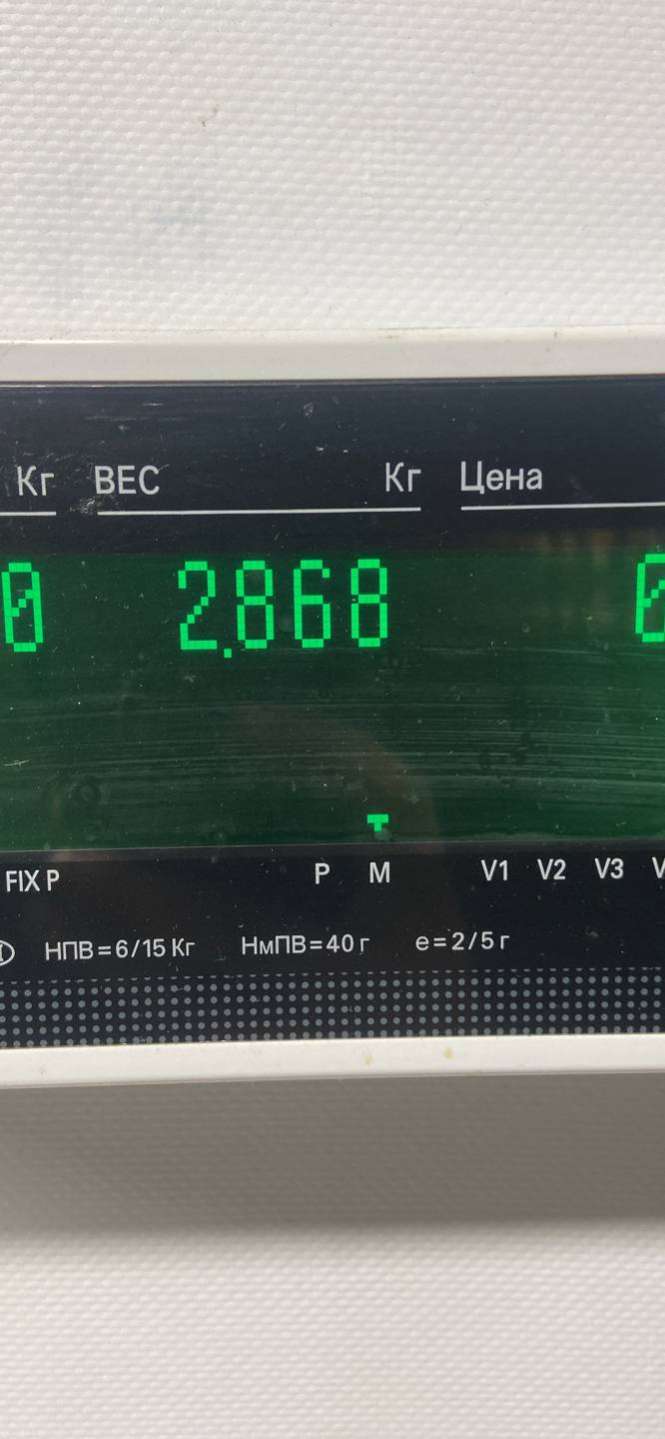 Кг ВЕС Кг Цена
0 2.868 0
FIX P P M V1 V2 V3 V
НПВ=6/15 Кг НмПВ=40 г e=2/5 г